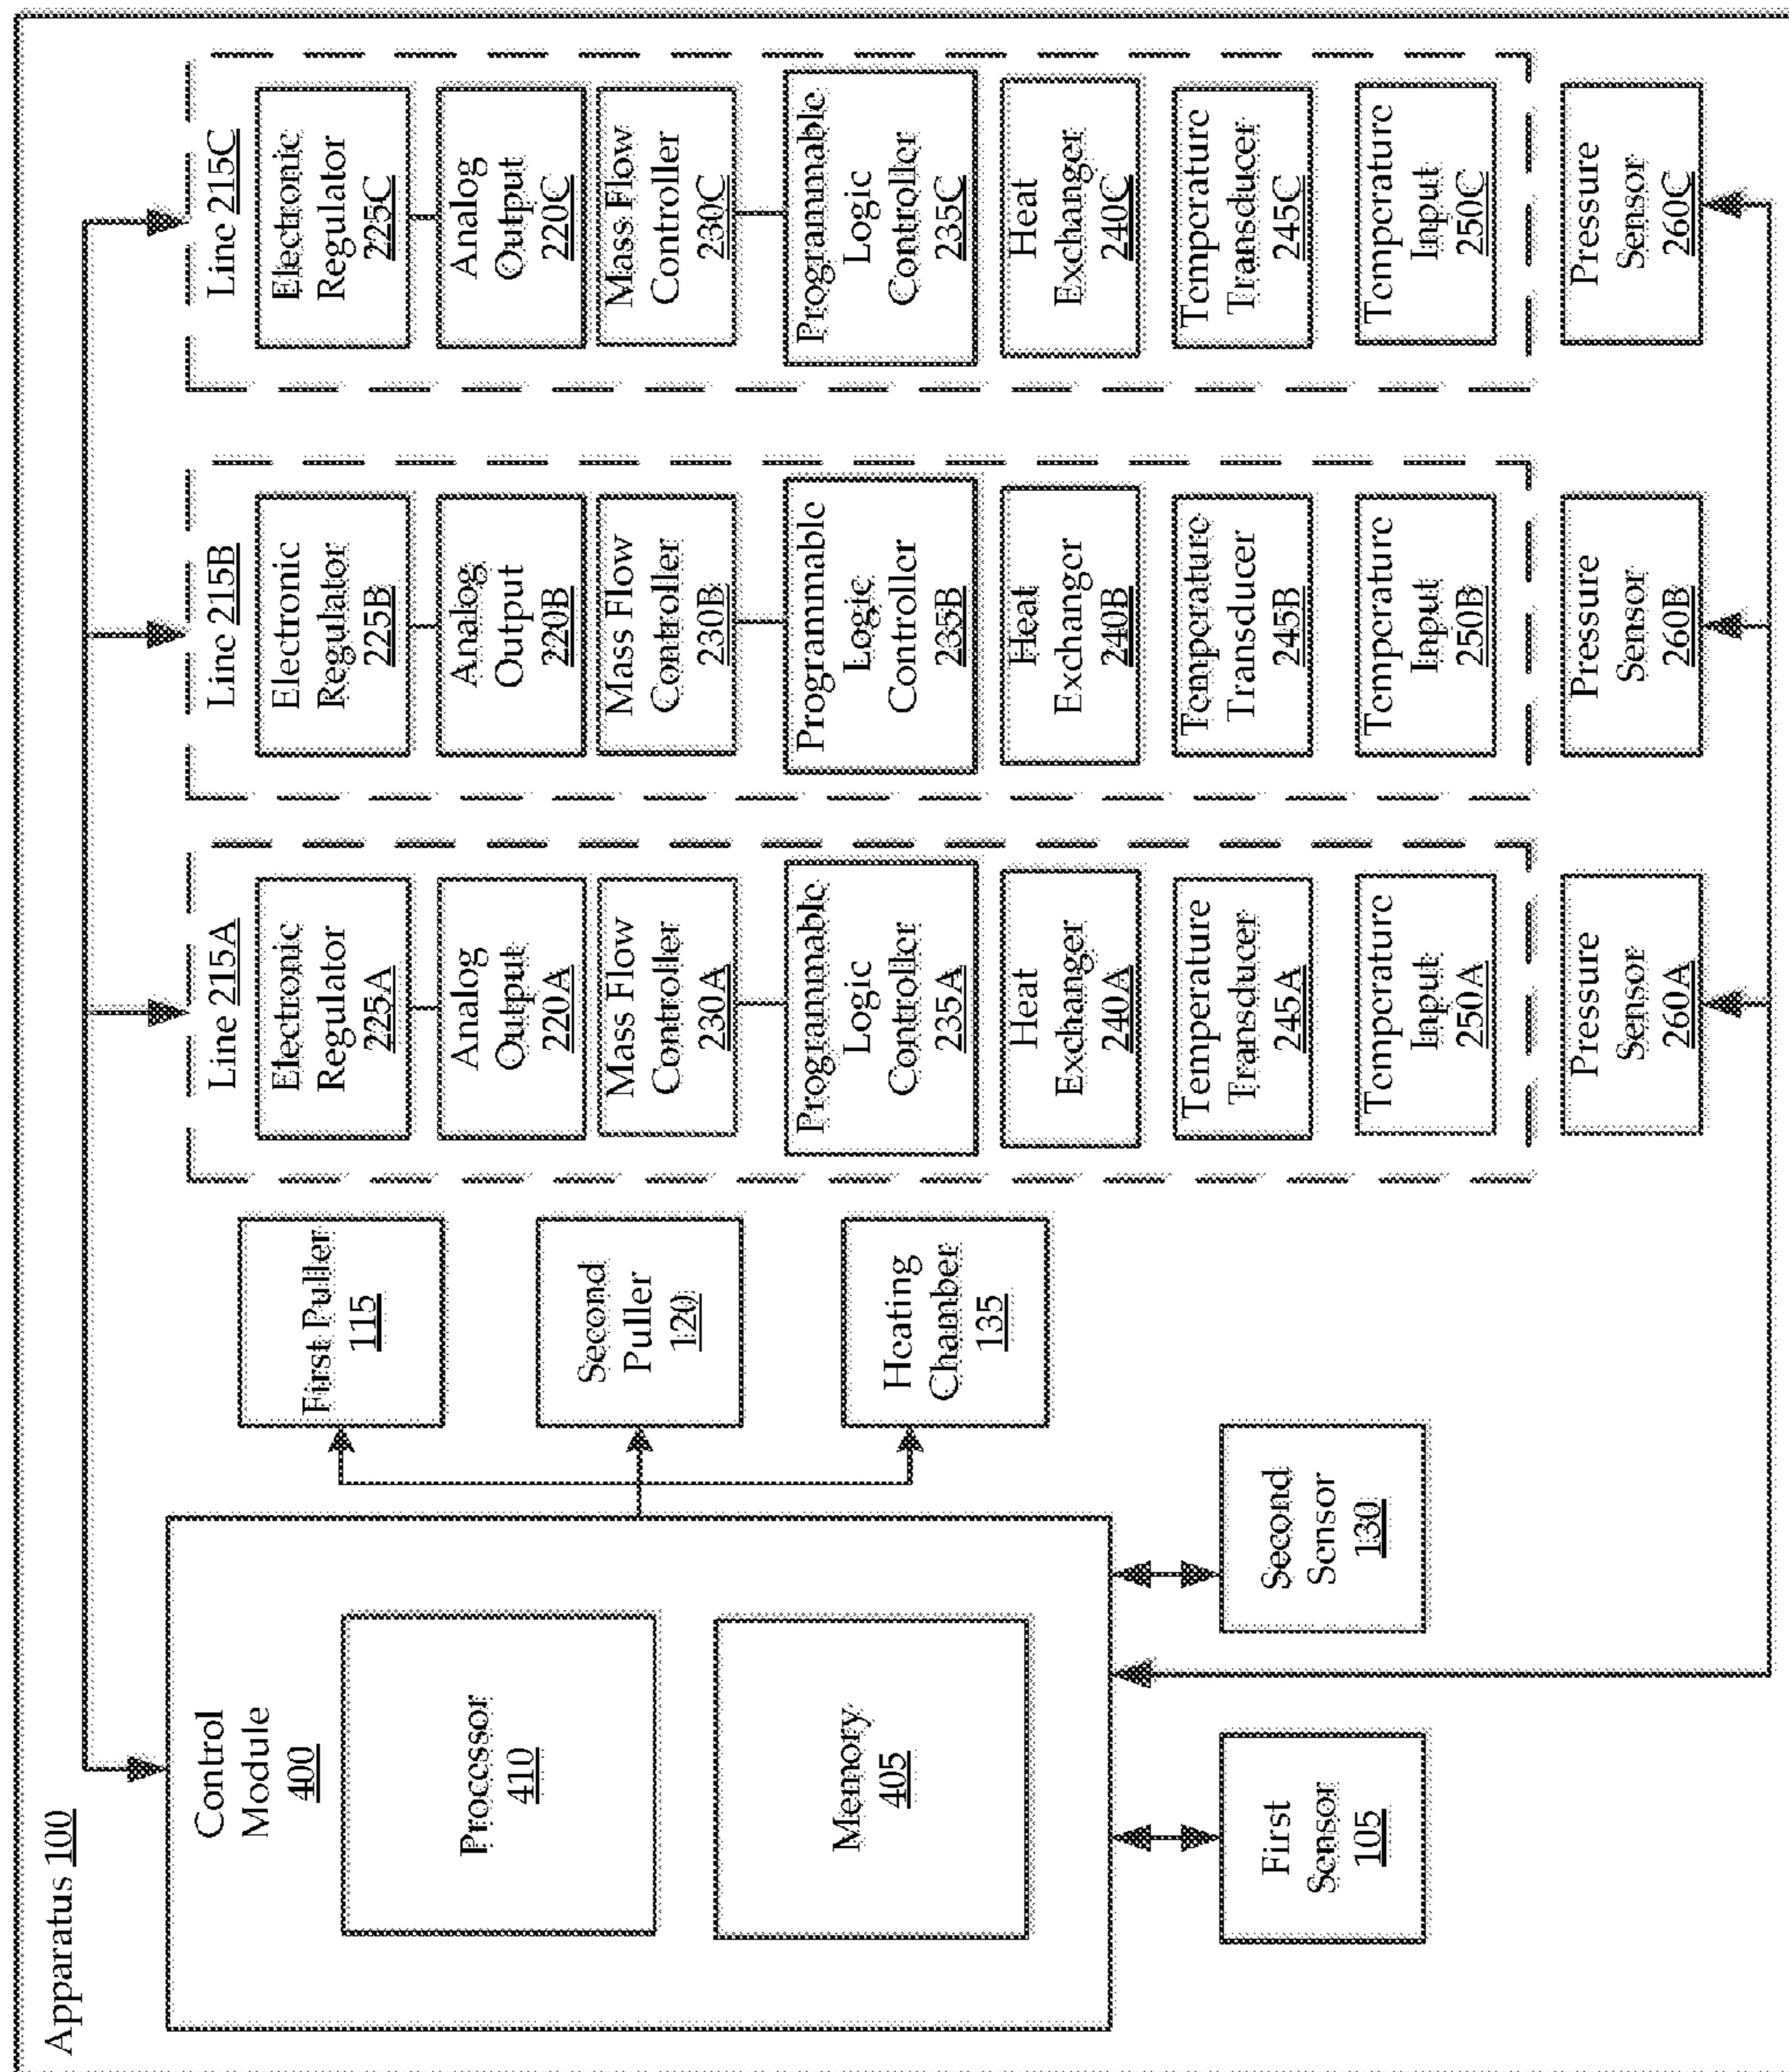 Apparatus 100
Control
Module
400
Processor
410
Memory
405
First
Sensor
105
Second
Sensor
130
First Puller
115
Second
Puller
120
Heating
Chamber
135
Line 215A
Electronic
Regulator
225A
Analog
Output
220A
Mass Flow
Controller
230A
Programmable
Logic
Controller
235A
Heat
Exchanger
240A
Temperature
Transducer
245A
Temperature
Input
250A
Pressure
Sensor
260A
Line 215B
Electronic
Regulator
225B
Analog
Output
220B
Mass Flow
Controller
230B
Programmable
Logic
Controller
235B
Heat
Exchanger
240B
Temperature
Transducer
245B
Temperature
Input
250B
Pressure
Sensor
260B
Line 215C
Electronic
Regulator
225C
Analog
Output
220C
Mass Flow
Controller
230C
Programmable
Logic
Controller
235C
Heat
Exchanger
240C
Temperature
Transducer
245C
Temperature
Input
250C
Pressure
Sensor
260C